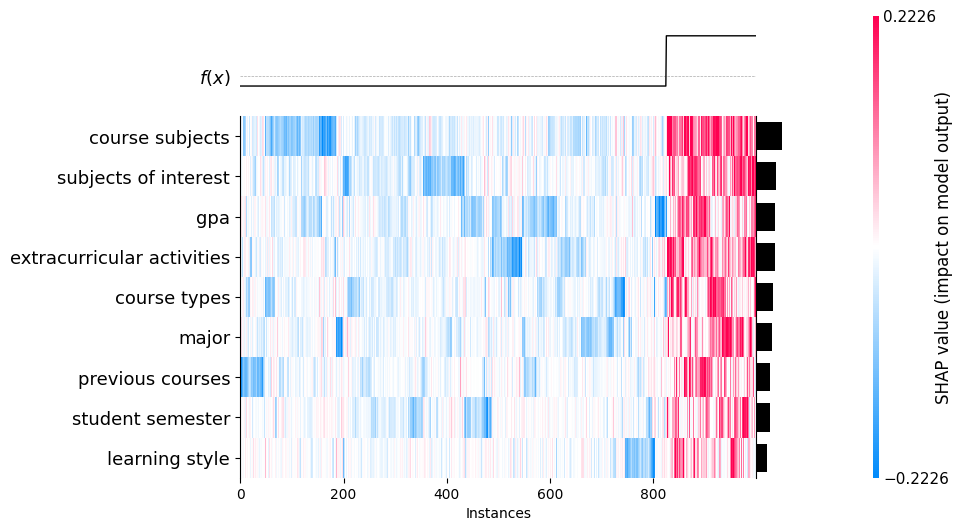 0.2226
f(x)
course subjects
subjects of interest
gpa
extracurricular activities
course types
major
previous courses
student semester
learning style
0 200 400 600 800
Instances
SHAP value (impact on model output)
−0.2226